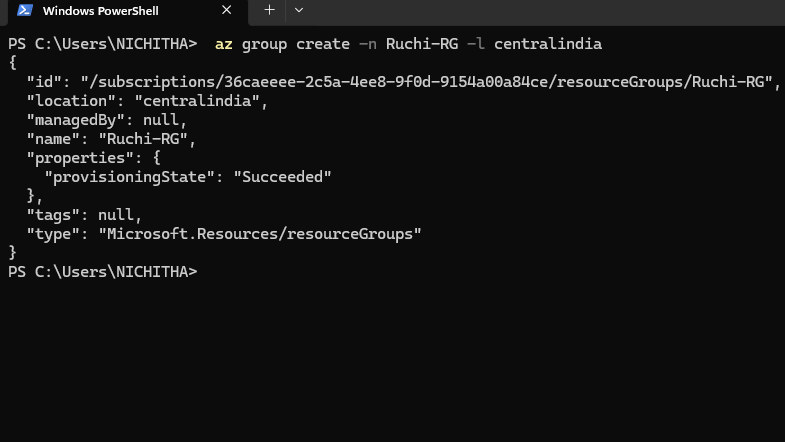 Windows PowerShell
PS C:\Users\NICHITHA>  az group create -n Ruchi-RG -l centralindia
{
  "id": "/subscriptions/36caeeee-2c5a-4ee8-9f0d-9154a00a84ce/resourceGroups/Ruchi-RG",
  "location": "centralindia",
  "managedBy": null,
  "name": "Ruchi-RG",
  "properties": {
    "provisioningState": "Succeeded"
  },
  "tags": null,
  "type": "Microsoft.Resources/resourceGroups"
}
PS C:\Users\NICHITHA>